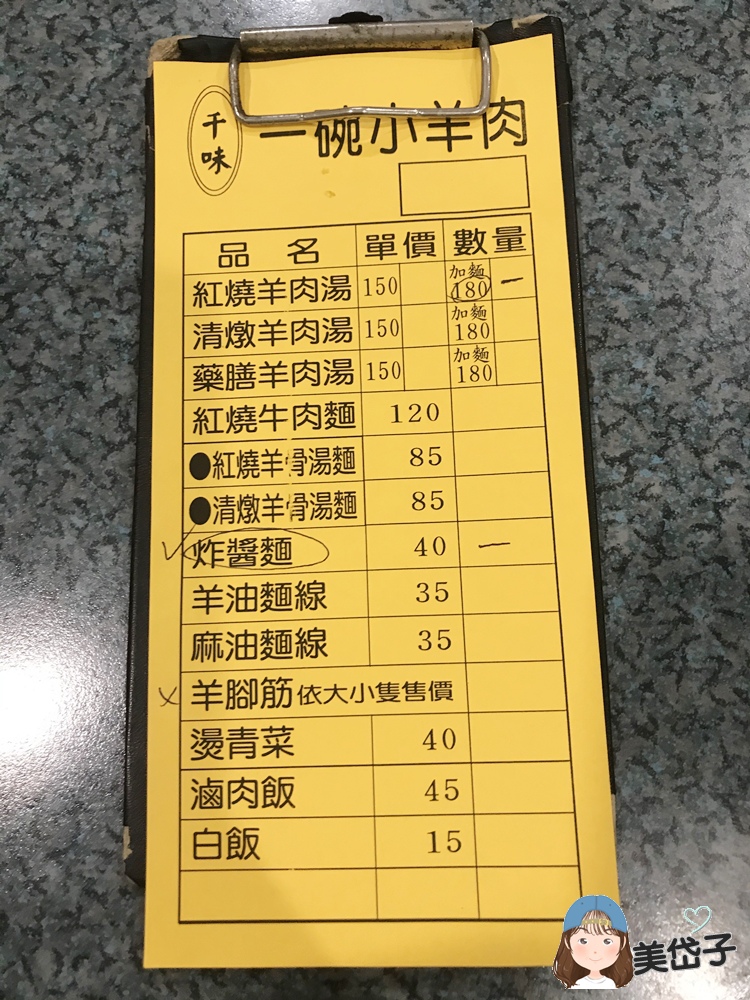 千味
一碗小羊肉
品名 單價 數量
紅燒羊肉湯 150 加麵 180 一
清燉羊肉湯 150 加麵 180
藥膳羊肉湯 150 加麵 180
紅燒牛肉麵 120
●紅燒羊骨湯麵 85
●清燉羊骨湯麵 85
炸醬麵 40 一
羊油麵線 35
麻油麵線 35
羊腳筋 依大小隻售價
燙青菜 40
滷肉飯 45
白飯 15
美岱子